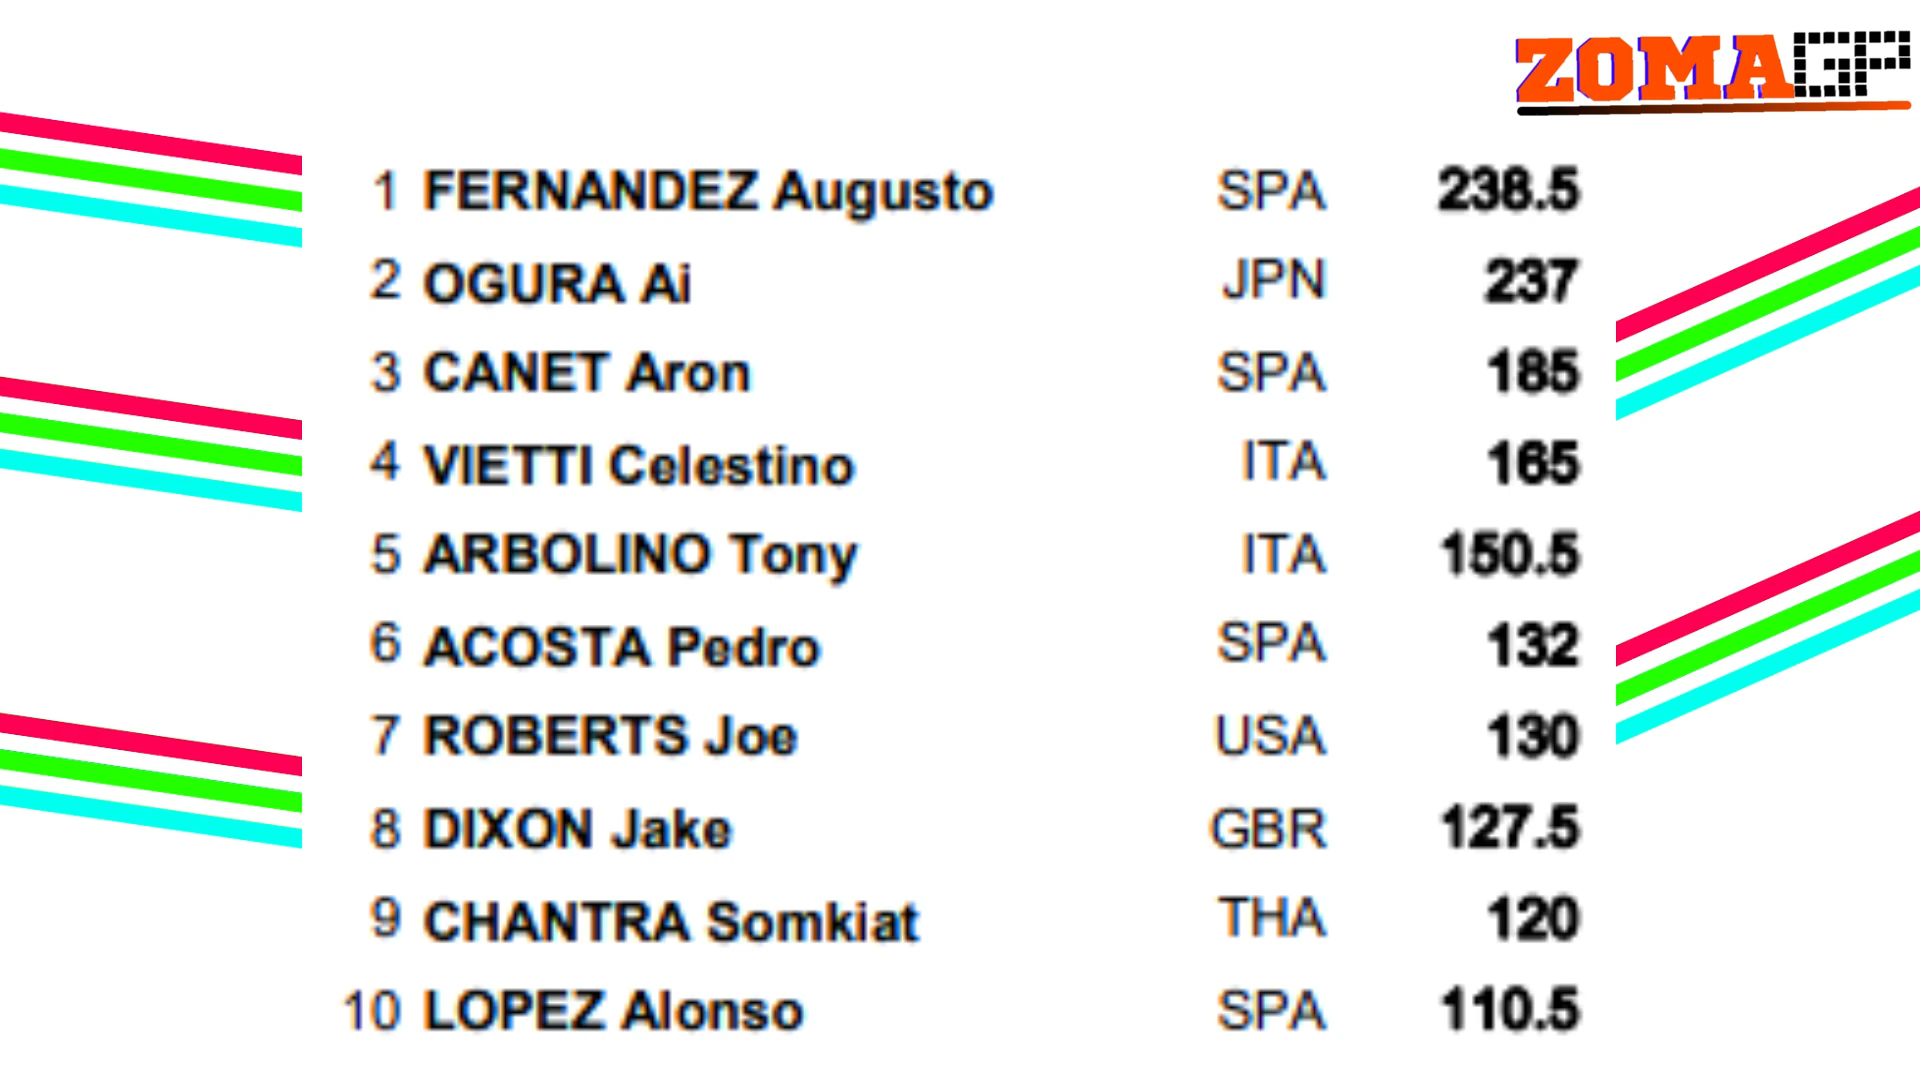 ZOMAGP
1 FERNANDEZ Augusto SPA 238.5
2 OGURA Ai JPN 237
3 CANET Aron SPA 185
4 VIETTI Celestino ITA 165
5 ARBOLINO Tony ITA 150.5
6 ACOSTA Pedro SPA 132
7 ROBERTS Joe USA 130
8 DIXON Jake GBR 127.5
9 CHANTRA Somkiat THA 120
10 LOPEZ Alonso SPA 110.5